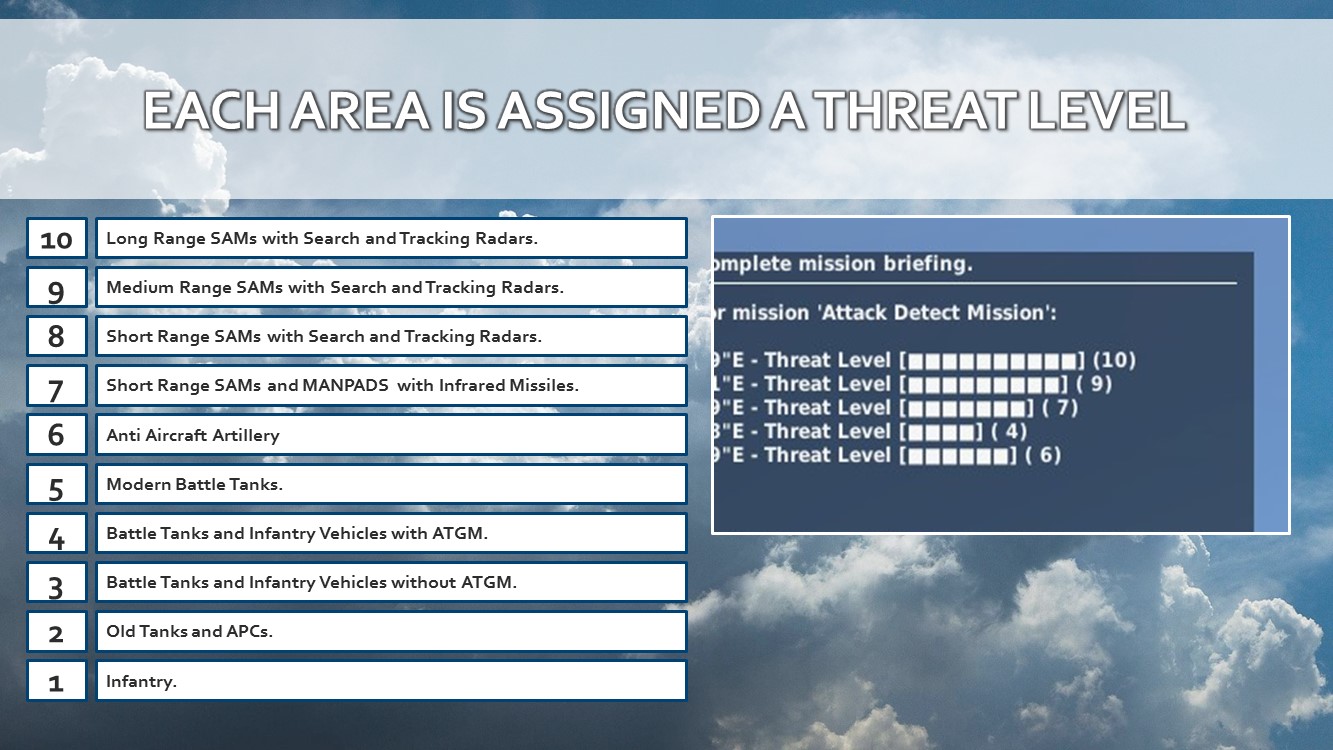 EACH AREA IS ASSIGNED A THREAT LEVEL
10 Long Range SAMs with Search and Tracking Radars.
9 Medium Range SAMs with Search and Tracking Radars.
8 Short Range SAMs with Search and Tracking Radars.
7 Short Range SAMs and MANPADS with Infrared Missiles.
6 Anti Aircraft Artillery
5 Modern Battle Tanks.
4 Battle Tanks and Infantry Vehicles with ATGM.
3 Battle Tanks and Infantry Vehicles without ATGM.
2 Old Tanks and APCs.
1 Infantry.
omplete mission briefing.
or mission 'Attack Detect Mission':
9"E - Threat Level [■■■■■■■■■■] (10)
1"E - Threat Level [■■■■■■■■■] ( 9)
9"E - Threat Level [■■■■■■■] ( 7)
3"E - Threat Level [■■■■] ( 4)
9"E - Threat Level [■■■■■■] ( 6)